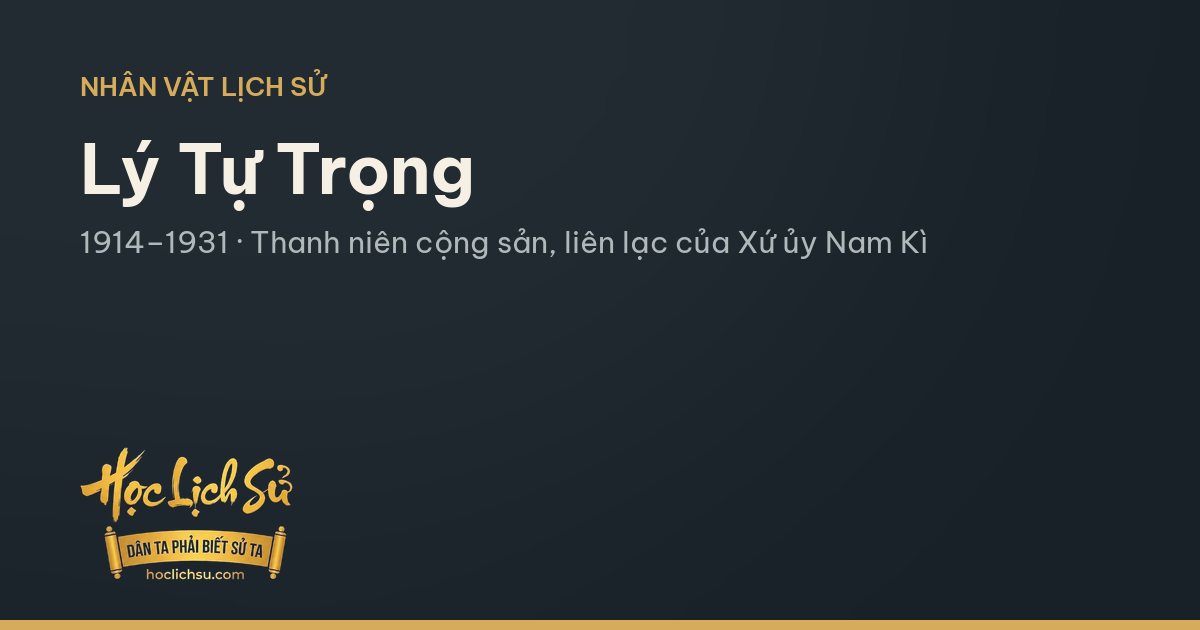 NHÂN VẬT LỊCH SỬ
Lý Tự Trọng
1914–1931 · Thanh niên cộng sản, liên lạc của Xứ ủy Nam Kì
Học Lịch Sử
DÂN TA PHẢI BIẾT SỬ TA
hoclichsu.com